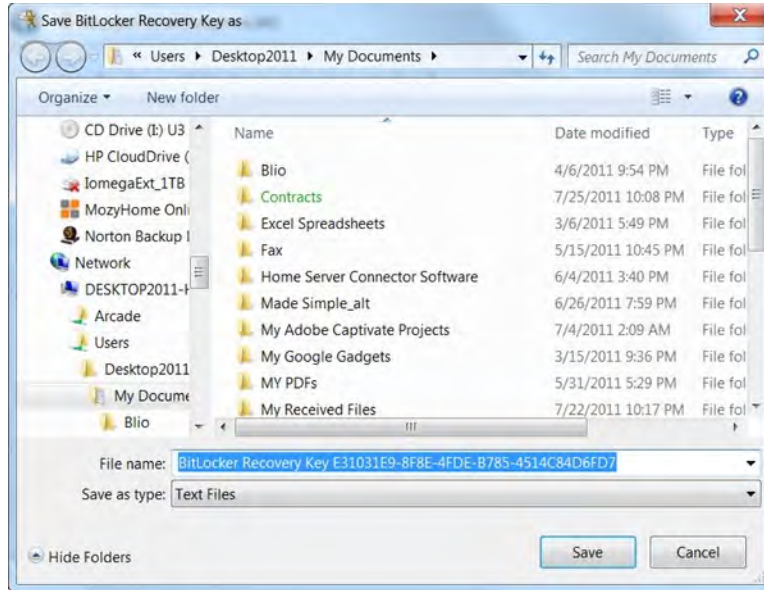 Save BitLocker Recovery Key as
« Users ▸ Desktop2011 ▸ My Documents ▸
Search My Documents
Organize ▾ New folder
Name Date modified Type
CD Drive (I:) U3
HP CloudDrive (
IomegaExt_1TB
MozyHome Onli
Norton Backup
Network
DESKTOP2011-H
Arcade
Users
Desktop2011
My Docume
Blio
Blio 4/6/2011 9:54 PM File fol
Contracts 7/25/2011 10:08 PM File fol
Excel Spreadsheets 3/6/2011 5:49 PM File fol
Fax 5/15/2011 10:45 PM File fol
Home Server Connector Software 6/4/2011 3:40 PM File fol
Made Simple_alt 6/26/2011 7:59 PM File fol
My Adobe Captivate Projects 7/4/2011 2:09 AM File fol
My Google Gadgets 3/15/2011 9:36 PM File fol
MY PDFs 5/31/2011 5:29 PM File fol
My Received Files 7/22/2011 10:17 PM File fol
File name: BitLocker Recovery Key E31031E9-8F8E-4FDE-B785-4514C84D6FD7
Save as type: Text Files
Hide Folders
Save Cancel